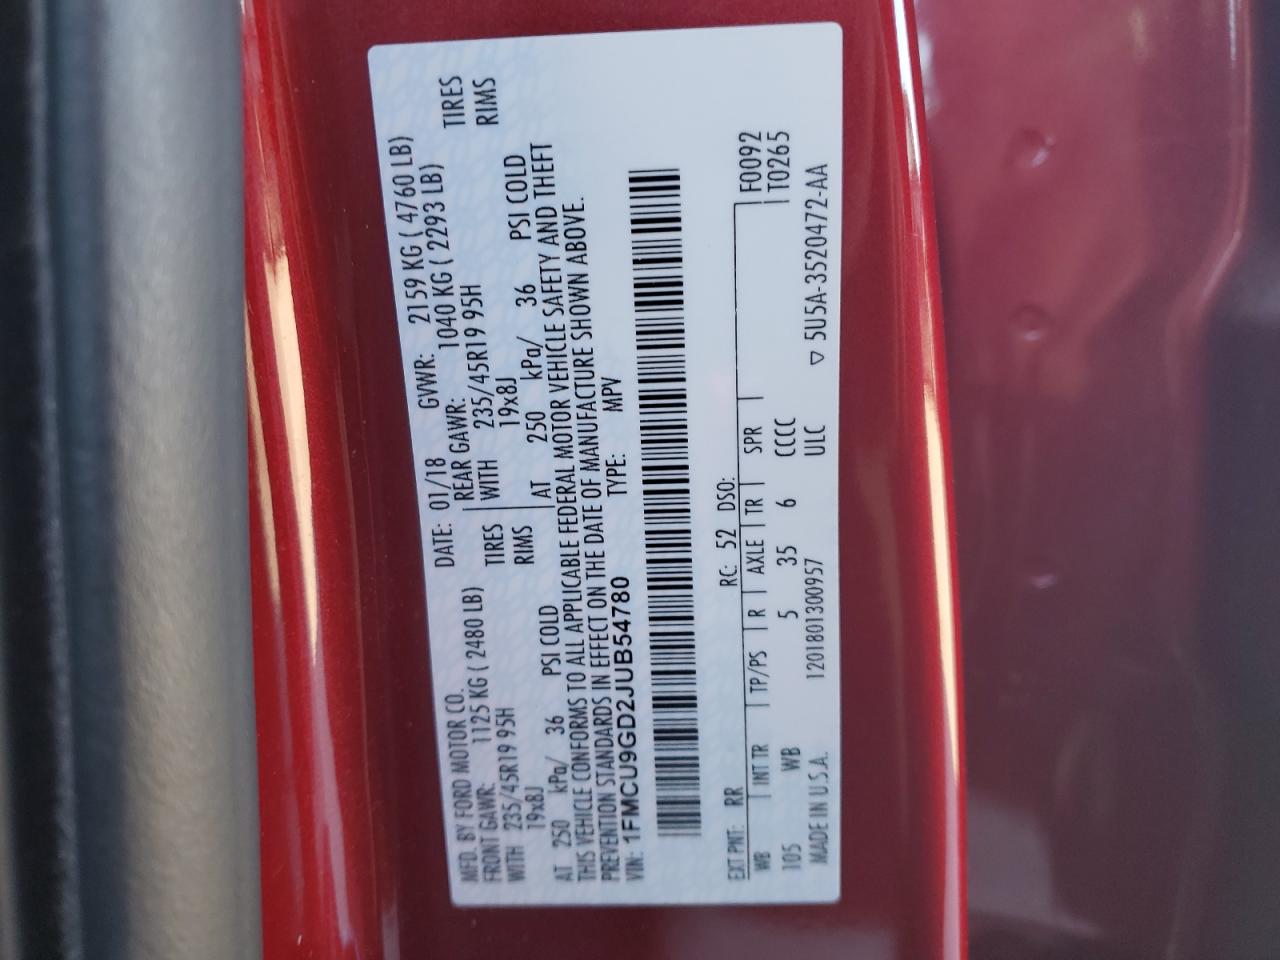 MFD. BY FORD MOTOR CO. DATE: 01/18 GVWR: 2159 KG ( 4760 LB)
FRONT GAWR: 1125 KG ( 2480 LB) REAR GAWR: 1040 KG ( 2293 LB)
WITH 235/45R19 95H TIRES WITH 235/45R19 95H TIRES
19x8J RIMS 19x8J RIMS
AT 250 kPa/ 36 PSI COLD AT 250 kPa/ 36 PSI COLD
THIS VEHICLE CONFORMS TO ALL APPLICABLE FEDERAL MOTOR VEHICLE SAFETY AND THEFT
PREVENTION STANDARDS IN EFFECT ON THE DATE OF MANUFACTURE SHOWN ABOVE.
VIN: 1FMCU9GD2JUB54780 TYPE: MPV
EXT PNT: RR RC: 52 DSO: F0092
WB INT TR TP/PS R AXLE TR SPR T0265
105 WB 5 35 6 CCCC
MADE IN U.S.A. 1201801300957 ULC ▽ 5U5A-3520472-AA